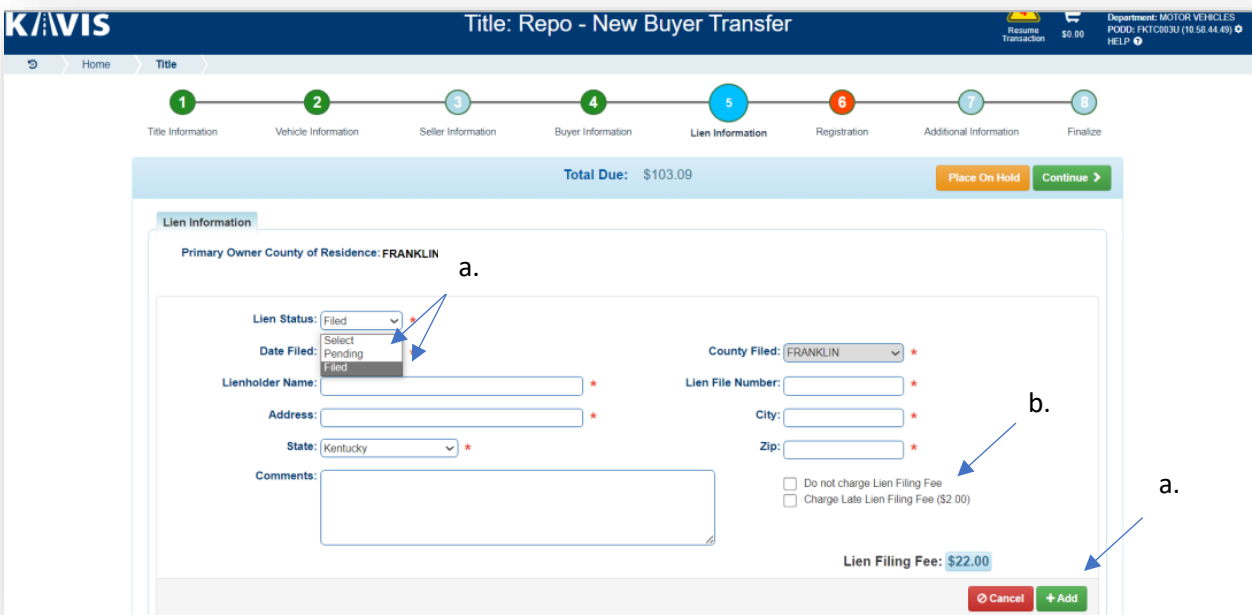 KAVIS
Title: Repo - New Buyer Transfer
Resume
Transaction
$0.00
Department: MOTOR VEHICLES
PODD: FKTC003U (10.58.44.49)
HELP ?
Home
Title
1
2
3
4
5
6
7
8
Title Information
Vehicle Information
Seller Information
Buyer Information
Lien Information
Registration
Additional Information
Finalize
Total Due: $103.09
Place On Hold
Continue >
Lien Information
Primary Owner County of Residence: FRANKLIN
a.
Lien Status: Filed *
Select
Pending
Filed
Date Filed: *
County Filed: FRANKLIN *
Lienholder Name: *
Lien File Number: *
b.
Address: *
City: *
State: Kentucky *
Zip: *
Comments:
Do not charge Lien Filing Fee
Charge Late Lien Filing Fee ($2.00)
a.
Lien Filing Fee: $22.00
Cancel
+ Add